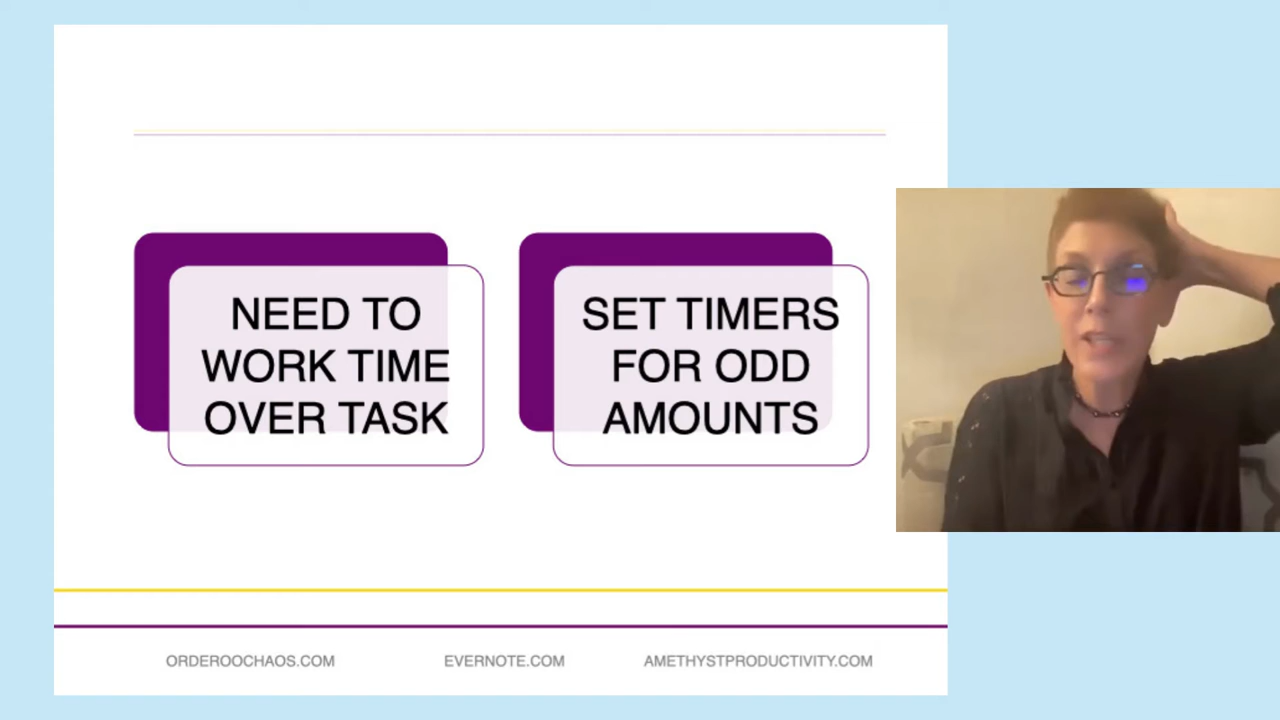 NEED TO
WORK TIME
OVER TASK
SET TIMERS
FOR ODD
AMOUNTS
ORDEROOCHAOS.COM
EVERNOTE.COM
AMETHYSTPRODUCTIVITY.COM